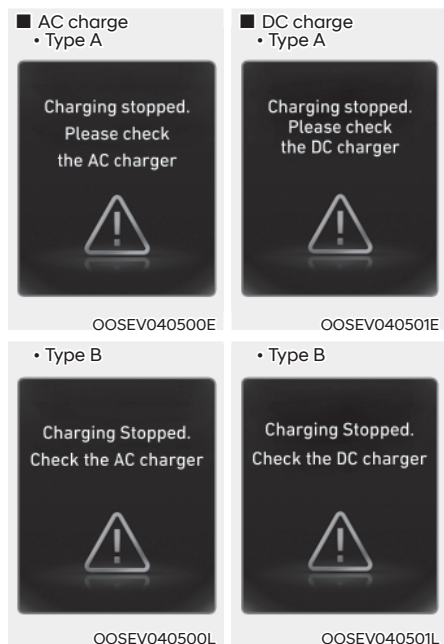 ■ AC charge
• Type A
Charging stopped.
Please check
the AC charger
OOSEV040500E
■ DC charge
• Type A
Charging stopped.
Please check
the DC charger
OOSEV040501E
• Type B
Charging Stopped.
Check the AC charger
OOSEV040500L
• Type B
Charging Stopped.
Check the DC charger
OOSEV040501L